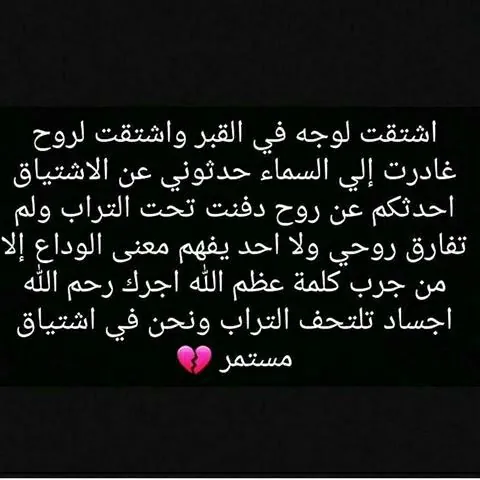 اشتقت لوجه في القبر واشتقت لروح
غادرت إلي السماء حدثوني عن الاشتياق
احدثكم عن روح دفنت تحت التراب ولم
تفارق روحي ولا احد يفهم معنى الوداع إلا
من جرب كلمة عظم الله اجرك رحم الله
اجساد تلتحف التراب ونحن في اشتياق
مستمر 💔